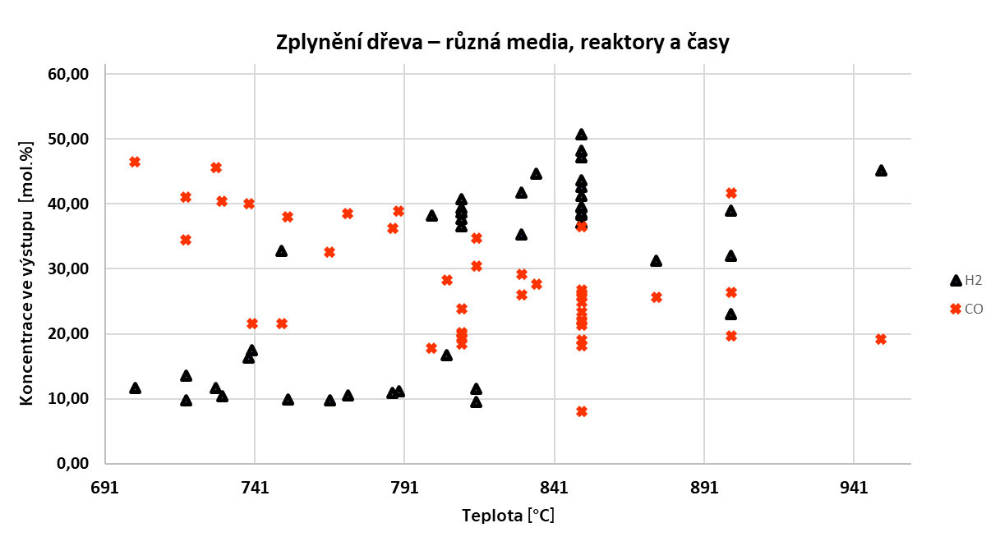 Zplynění dřeva – různá media, reaktory a časy
Koncentrace ve výstupu [mol.%]
60,00
50,00
40,00
30,00
20,00
10,00
0,00
691 741 791 841 891 941
Teplota [°C]
H2
CO